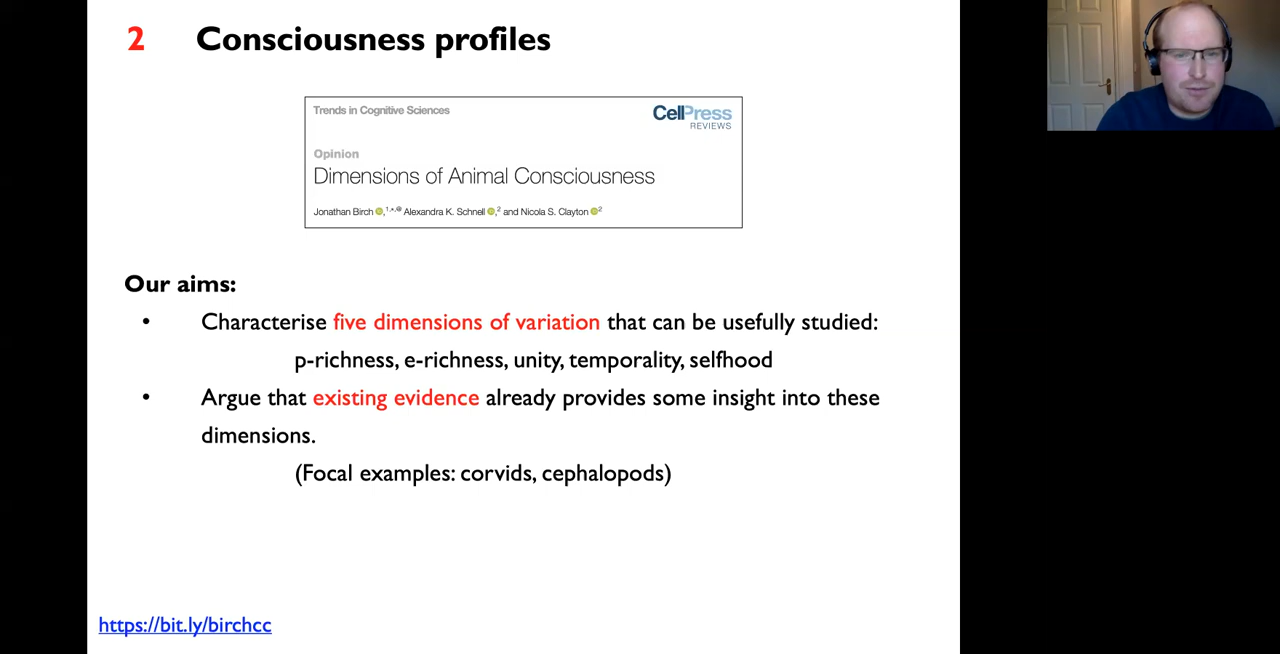 2 Consciousness profiles
Trends in Cognitive Sciences
CellPress
REVIEWS
Opinion
Dimensions of Animal Consciousness
Jonathan Birch ,1,*,@ Alexandra K. Schnell ,2 and Nicola S. Clayton 2
Our aims:
• Characterise five dimensions of variation that can be usefully studied:
p-richness, e-richness, unity, temporality, selfhood
• Argue that existing evidence already provides some insight into these
dimensions.
(Focal examples: corvids, cephalopods)
https://bit.ly/birchcc